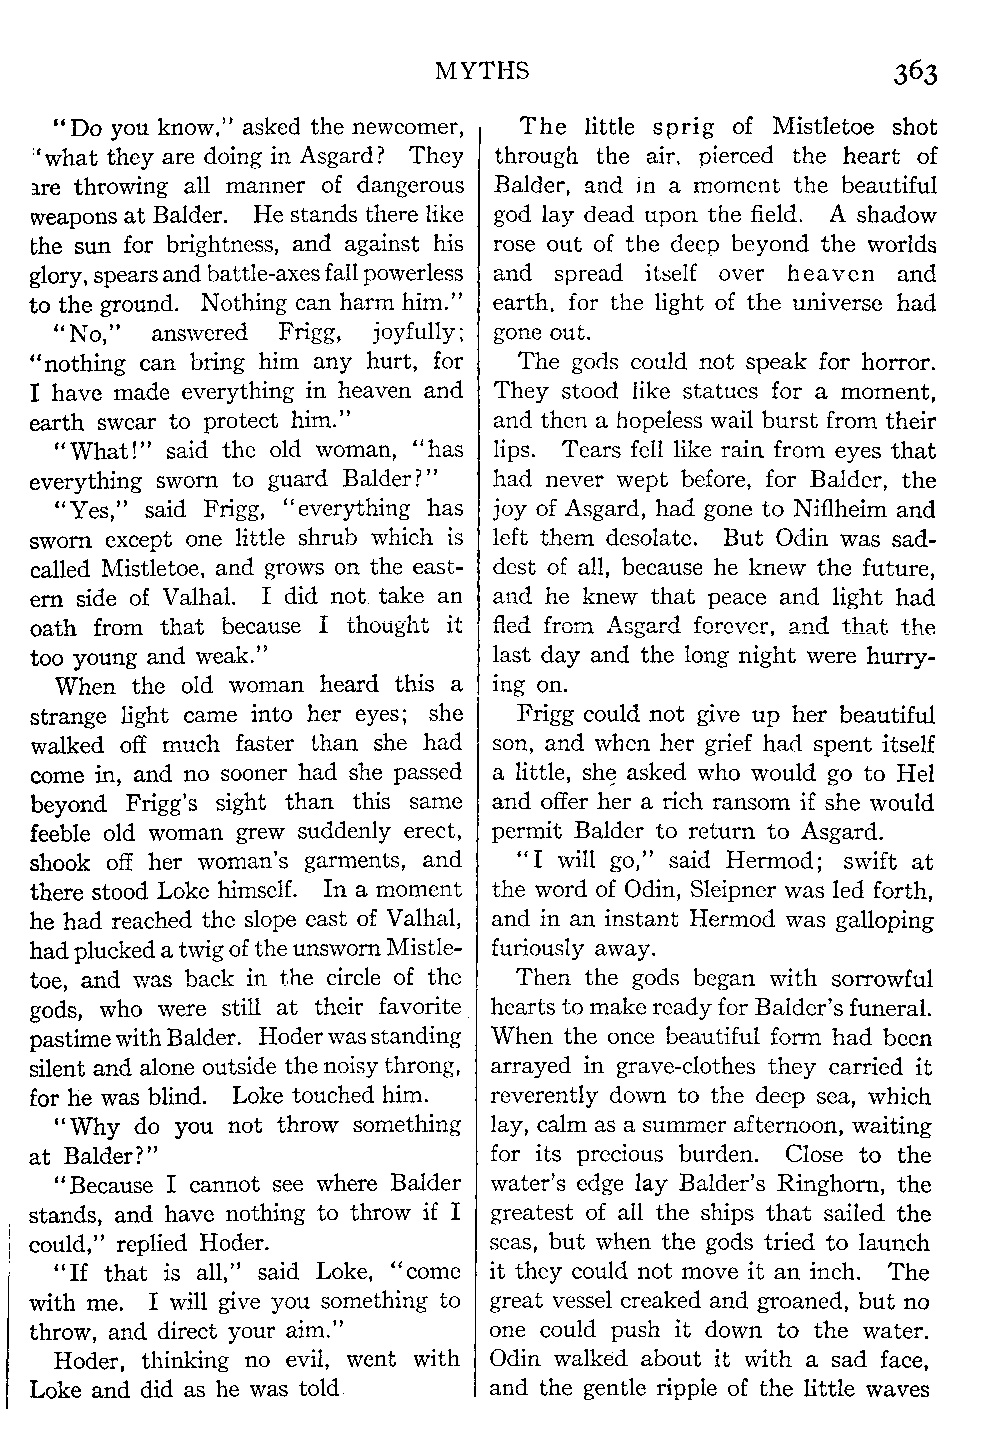 MYTHS 363
"Do you know," asked the newcomer,
"what they are doing in Asgard? They
are throwing all manner of dangerous
weapons at Balder. He stands there like
the sun for brightness, and against his
glory, spears and battle-axes fall powerless
to the ground. Nothing can harm him."
"No," answered Frigg, joyfully;
"nothing can bring him any hurt, for
I have made everything in heaven and
earth swear to protect him."
"What!" said the old woman, "has
everything sworn to guard Balder?"
"Yes," said Frigg, "everything has
sworn except one little shrub which is
called Mistletoe, and grows on the east-
ern side of Valhal. I did not take an
oath from that because I thought it
too young and weak."
When the old woman heard this a
strange light came into her eyes; she
walked off much faster than she had
come in, and no sooner had she passed
beyond Frigg's sight than this same
feeble old woman grew suddenly erect,
shook off her woman's garments, and
there stood Loke himself. In a moment
he had reached the slope east of Valhal,
had plucked a twig of the unsworn Mistle-
toe, and was back in the circle of the
gods, who were still at their favorite
pastime with Balder. Hoder was standing
silent and alone outside the noisy throng,
for he was blind. Loke touched him.
"Why do you not throw something
at Balder?"
"Because I cannot see where Balder
stands, and have nothing to throw if I
could," replied Hoder.
"If that is all," said Loke, "come
with me. I will give you something to
throw, and direct your aim."
Hoder, thinking no evil, went with
Loke and did as he was told.
The little sprig of Mistletoe shot
through the air, pierced the heart of
Balder, and in a moment the beautiful
god lay dead upon the field. A shadow
rose out of the deep beyond the worlds
and spread itself over heaven and
earth, for the light of the universe had
gone out.
The gods could not speak for horror.
They stood like statues for a moment,
and then a hopeless wail burst from their
lips. Tears fell like rain from eyes that
had never wept before, for Balder, the
joy of Asgard, had gone to Niflheim and
left them desolate. But Odin was sad-
dest of all, because he knew the future,
and he knew that peace and light had
fled from Asgard forever, and that the
last day and the long night were hurry-
ing on.
Frigg could not give up her beautiful
son, and when her grief had spent itself
a little, she asked who would go to Hel
and offer her a rich ransom if she would
permit Balder to return to Asgard.
"I will go," said Hermod; swift at
the word of Odin, Sleipner was led forth,
and in an instant Hermod was galloping
furiously away.
Then the gods began with sorrowful
hearts to make ready for Balder's funeral.
When the once beautiful form had been
arrayed in grave-clothes they carried it
reverently down to the deep sea, which
lay, calm as a summer afternoon, waiting
for its precious burden. Close to the
water's edge lay Balder's Ringhorn, the
greatest of all the ships that sailed the
seas, but when the gods tried to launch
it they could not move it an inch. The
great vessel creaked and groaned, but no
one could push it down to the water.
Odin walked about it with a sad face,
and the gentle ripple of the little waves